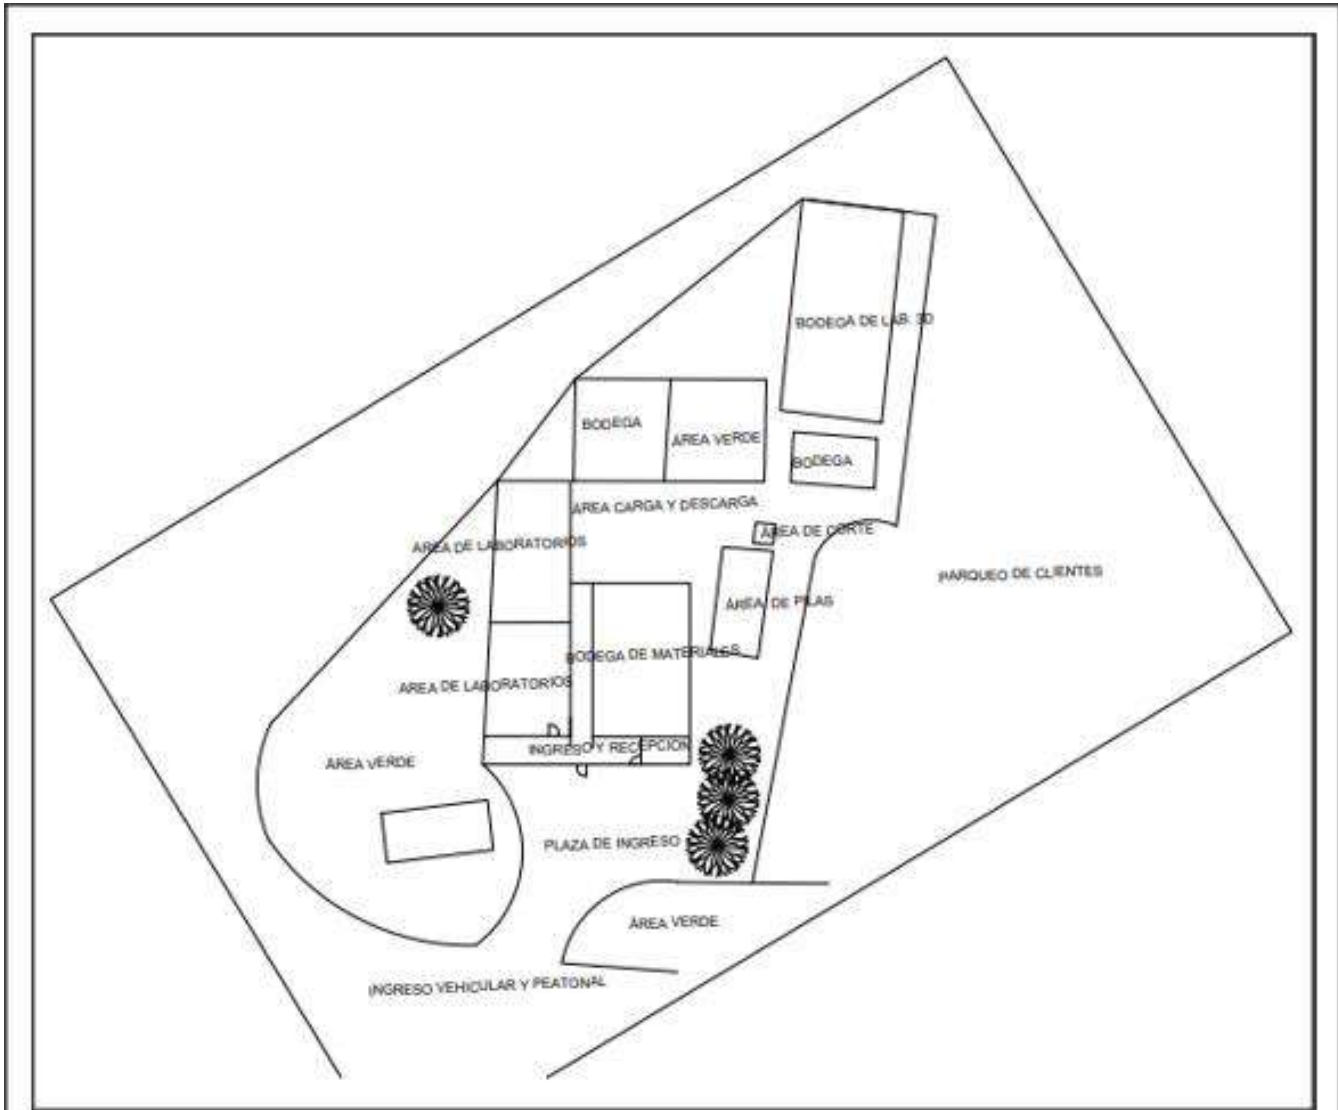 BODEGA DE LAB. 3D
BODEGA
ÁREA VERDE
BODEGA
ÁREA CARGA Y DESCARGA
ÁREA DE CORTE
ÁREA DE LABORATORIOS
PARQUEO DE CLIENTES
ÁREA DE PILAS
BODEGA DE MATERIALES
ÁREA DE LABORATORIOS
INGRESO Y RECEPCIÓN
ÁREA VERDE
PLAZA DE INGRESO
ÁREA VERDE
INGRESO VEHICULAR Y PEATONAL